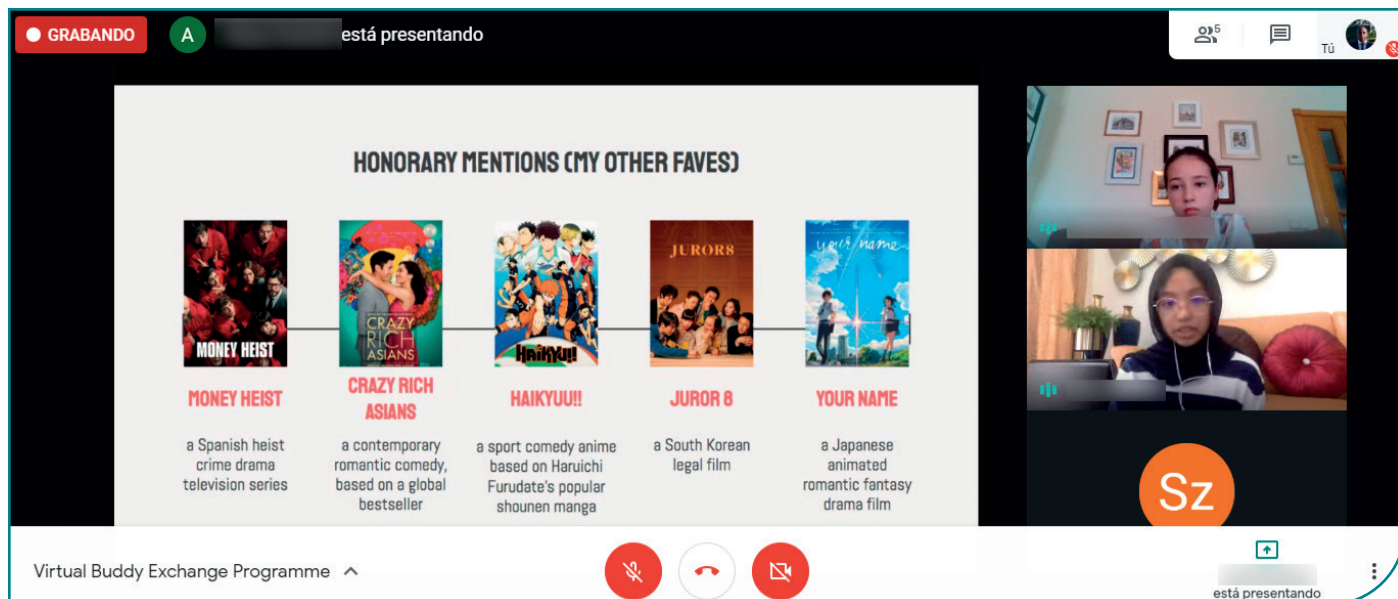 GRABANDO
A
está presentando
5
Tú
HONORARY MENTIONS (MY OTHER FAVES)
MONEY HEIST
CRAZY
RICH
ASIANS
HAIKYU!!
JUROR8
your name.
MONEY HEIST
a Spanish heist
crime drama
television series
CRAZY RICH
ASIANS
a contemporary
romantic comedy,
based on a global
bestseller
HAIKYUU!!
a sport comedy anime
based on Haruichi
Furudate's popular
shounen manga
JUROR 8
a South Korean
legal film
YOUR NAME
a Japanese
animated
romantic fantasy
drama film
Sz
Virtual Buddy Exchange Programme
está presentando